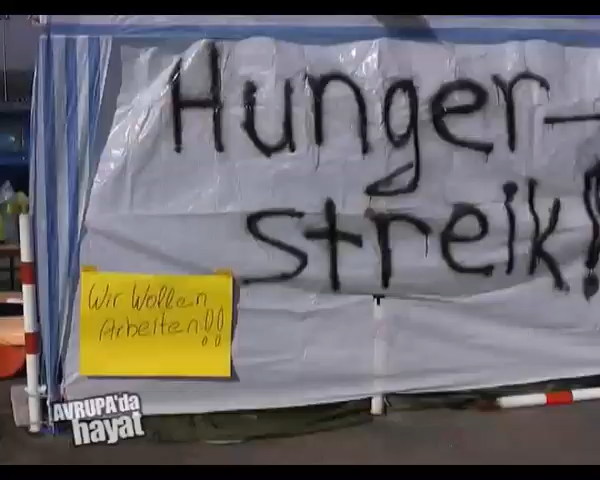 Hunger-
streik!
Wir Wollen
Arbeiten!!
AVRUPA'da
hayat